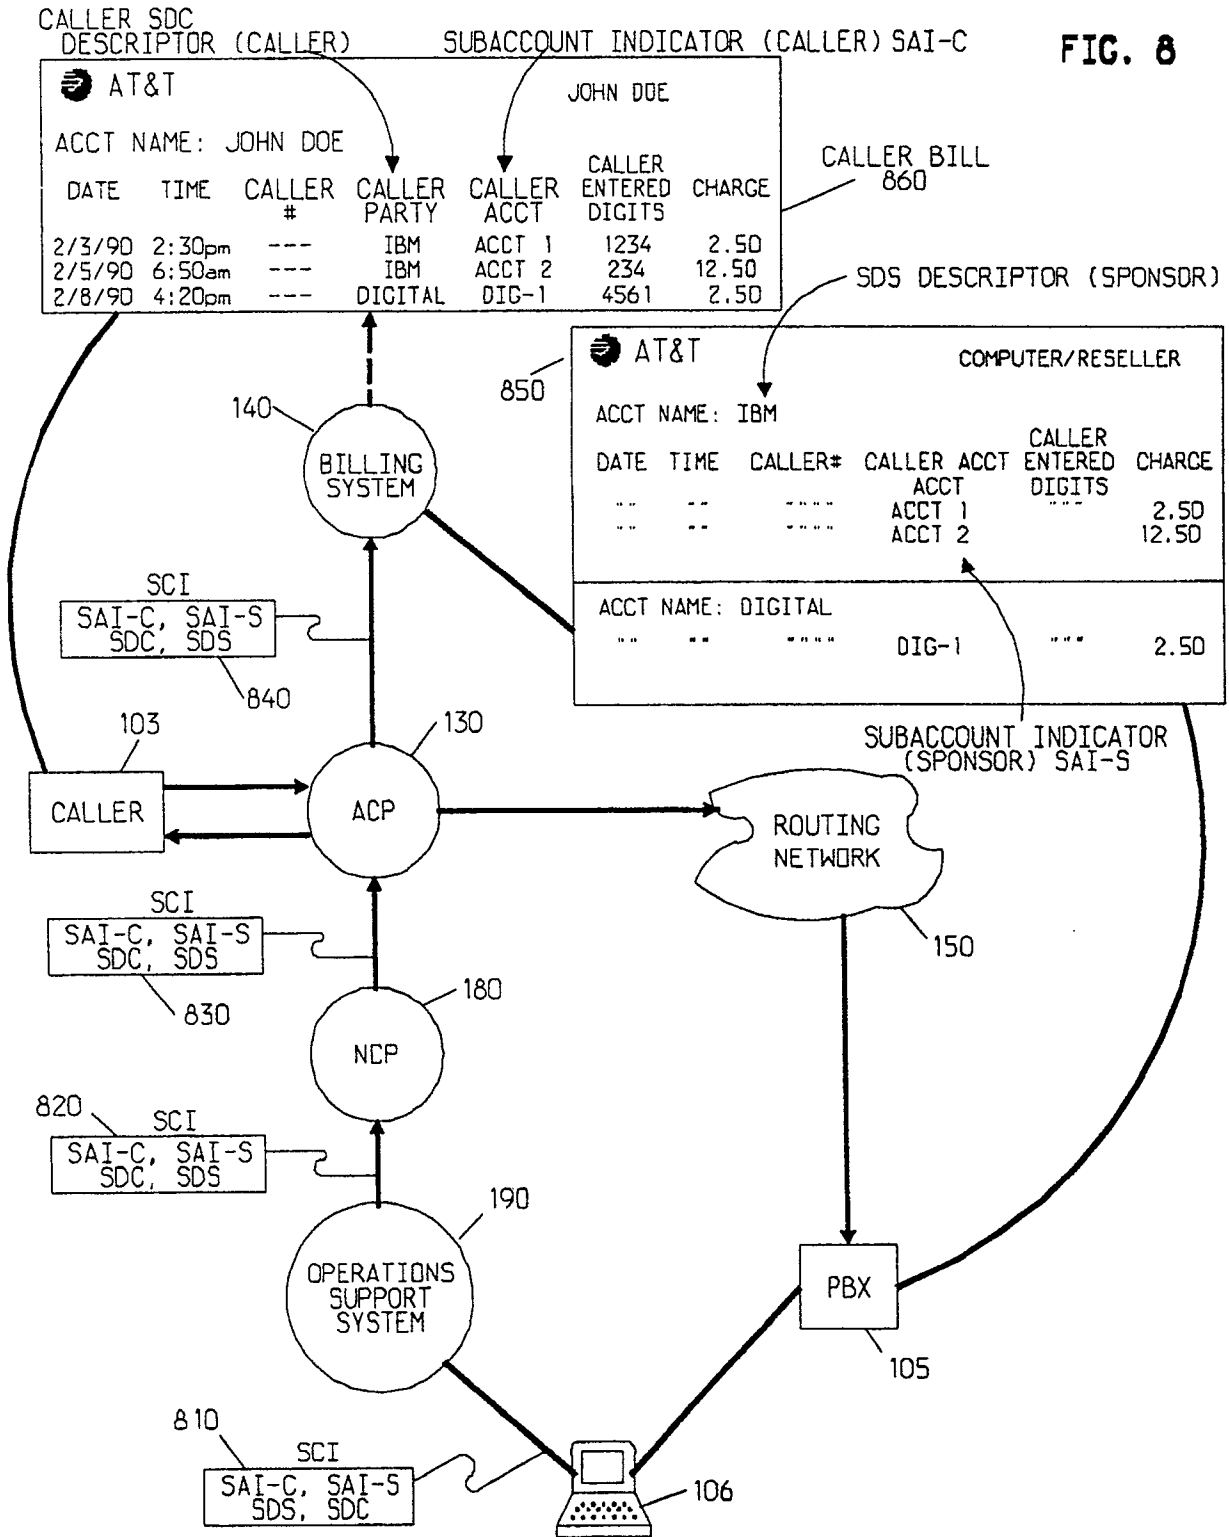 CALLER SDC
DESCRIPTOR (CALLER)
SUBACCOUNT INDICATOR (CALLER) SAI-C
FIG. 8
AT&T
JOHN DOE
ACCT NAME: JOHN DOE
DATE TIME CALLER # CALLER PARTY CALLER ACCT CALLER ENTERED DIGITS CHARGE
2/3/90 2:30pm --- IBM ACCT 1 1234 2.50
2/5/90 6:50am --- IBM ACCT 2 234 12.50
2/8/90 4:20pm --- DIGITAL DIG-1 4561 2.50
CALLER BILL
860
SDS DESCRIPTOR (SPONSOR)
850
AT&T
COMPUTER/RESELLER
ACCT NAME: IBM
DATE TIME CALLER# CALLER ACCT CALLER ENTERED DIGITS CHARGE
ACCT
"" "" """" ACCT 1 """ 2.50
"" "" """" ACCT 2 12.50
ACCT NAME: DIGITAL
"" "" """" DIG-1 """ 2.50
SUBACCOUNT INDICATOR
(SPONSOR) SAI-S
140
BILLING
SYSTEM
SCI
SAI-C, SAI-S
SDC, SDS
840
103
CALLER
130
ACP
ROUTING
NETWORK
150
SCI
SAI-C, SAI-S
SDC, SDS
830
180
NCP
820
SCI
SAI-C, SAI-S
SDC, SDS
190
OPERATIONS
SUPPORT
SYSTEM
PBX
105
810
SCI
SAI-C, SAI-S
SDS, SDC
106